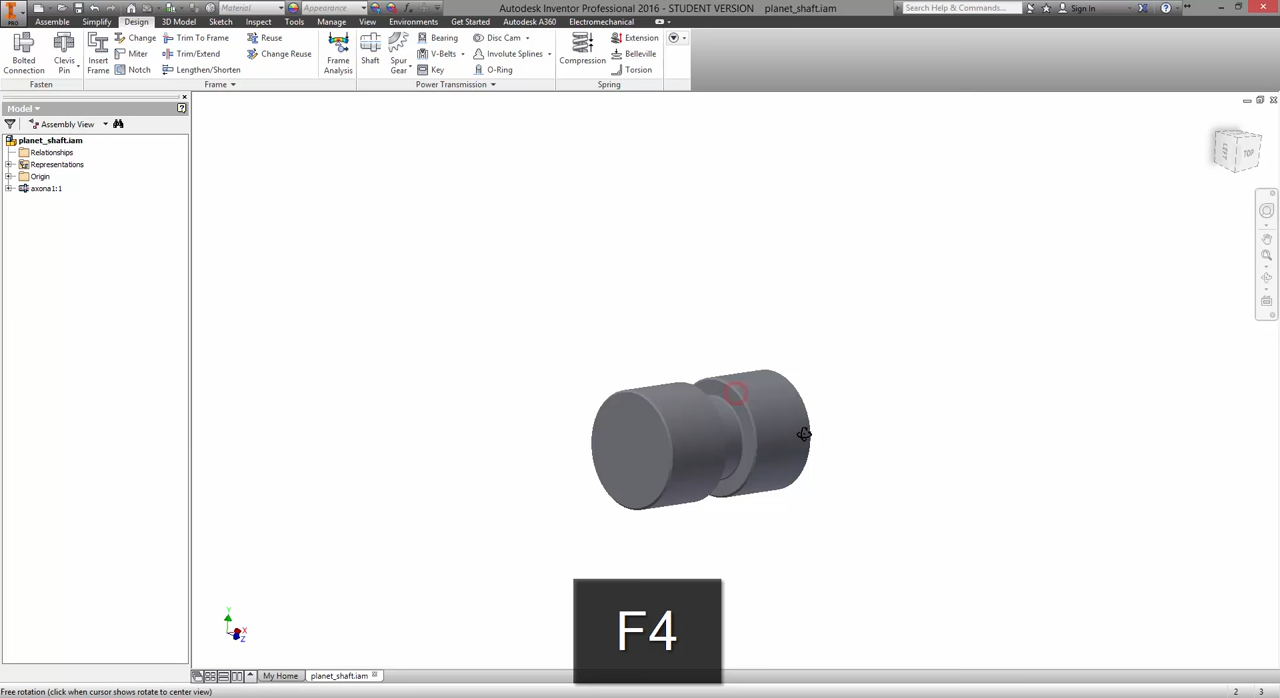 Material Appearance Autodesk Inventor Professional 2016 - STUDENT VERSION planet_shaft.iam Search Help & Commands... Sign In
PRO Assemble Simplify Design 3D Model Sketch Inspect Tools Manage View Environments Get Started Autodesk A360 Electromechanical
Bolted Connection
Clevis Pin
Insert Frame
Change Trim To Frame Reuse
Miter Trim/Extend Change Reuse
Notch Lengthen/Shorten
Frame Analysis
Shaft
Spur Gear
Bearing Disc Cam
V-Belts Involute Splines
Key O-Ring
Compression
Extension
Belleville
Torsion
Fasten Frame Power Transmission Spring
Model
Assembly View
planet_shaft.iam
Relationships
Representations
Origin
axona1:1
LEFT TOP
F4
Y
X
Z
My Home planet_shaft.iam
Free rotation (click when cursor shows rotate to center view) 2 3